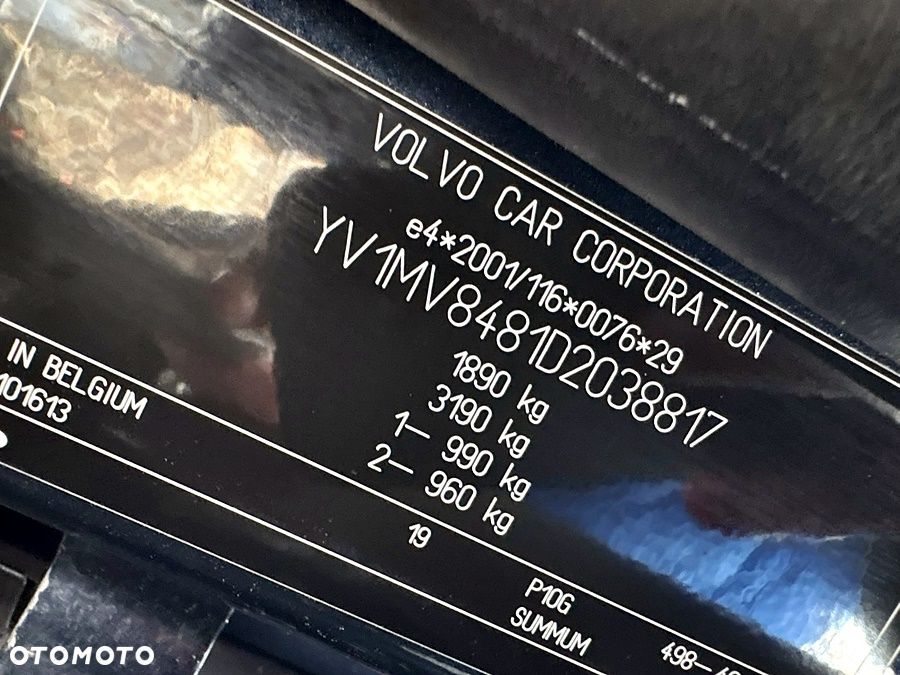 VOLVO CAR CORPORATION
e4*2001/116*0076*29
YV1MV8481D2038817
1890 kg
3190 kg
1– 990 kg
2– 960 kg
IN BELGIUM
101613
19
P10G
SUMMUM
OTOMOTO